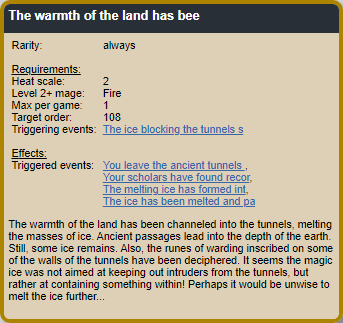 The warmth of the land has bee
Rarity: always
Requirements:
Heat scale: 2
Level 2+ mage: Fire
Max per game: 1
Target order: 108
Triggering events: The ice blocking the tunnels s
Effects:
Triggered events: You leave the ancient tunnels ,
Your scholars have found recor,
The melting ice has formed int,
The ice has been melted and pa
The warmth of the land has been channeled into the tunnels, melting
the masses of ice. Ancient passages lead into the depth of the earth.
Still, some ice remains. Also, the runes of warding inscribed on some
of the walls of the tunnels have been deciphered. It seems the magic
ice was not aimed at keeping out intruders from the tunnels, but
rather at containing something within! Perhaps it would be unwise to
melt the ice further...